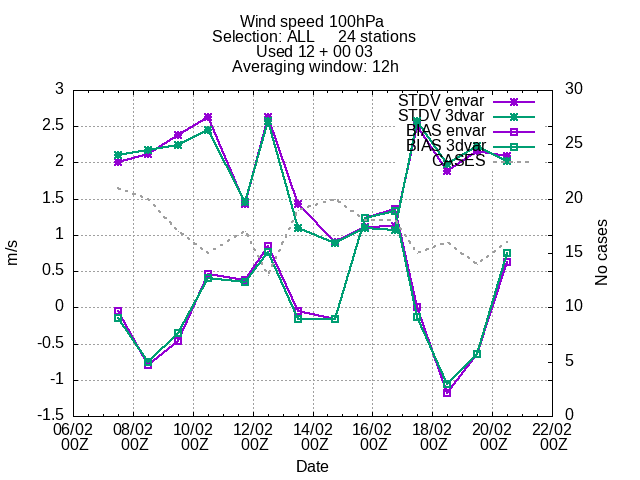 Wind speed 100hPa
Selection: ALL 24 stations
Used 12 + 00 03
Averaging window: 12h
STDV envar
STDV 3dvar
BIAS envar
BIAS 3dvar
CASES
3
2.5
2
1.5
1
0.5
0
-0.5
-1
-1.5
m/s
30
25
20
15
10
5
0
No cases
06/02 08/02 10/02 12/02 14/02 16/02 18/02 20/02 22/02
00Z 00Z 00Z 00Z 00Z 00Z 00Z 00Z 00Z
Date